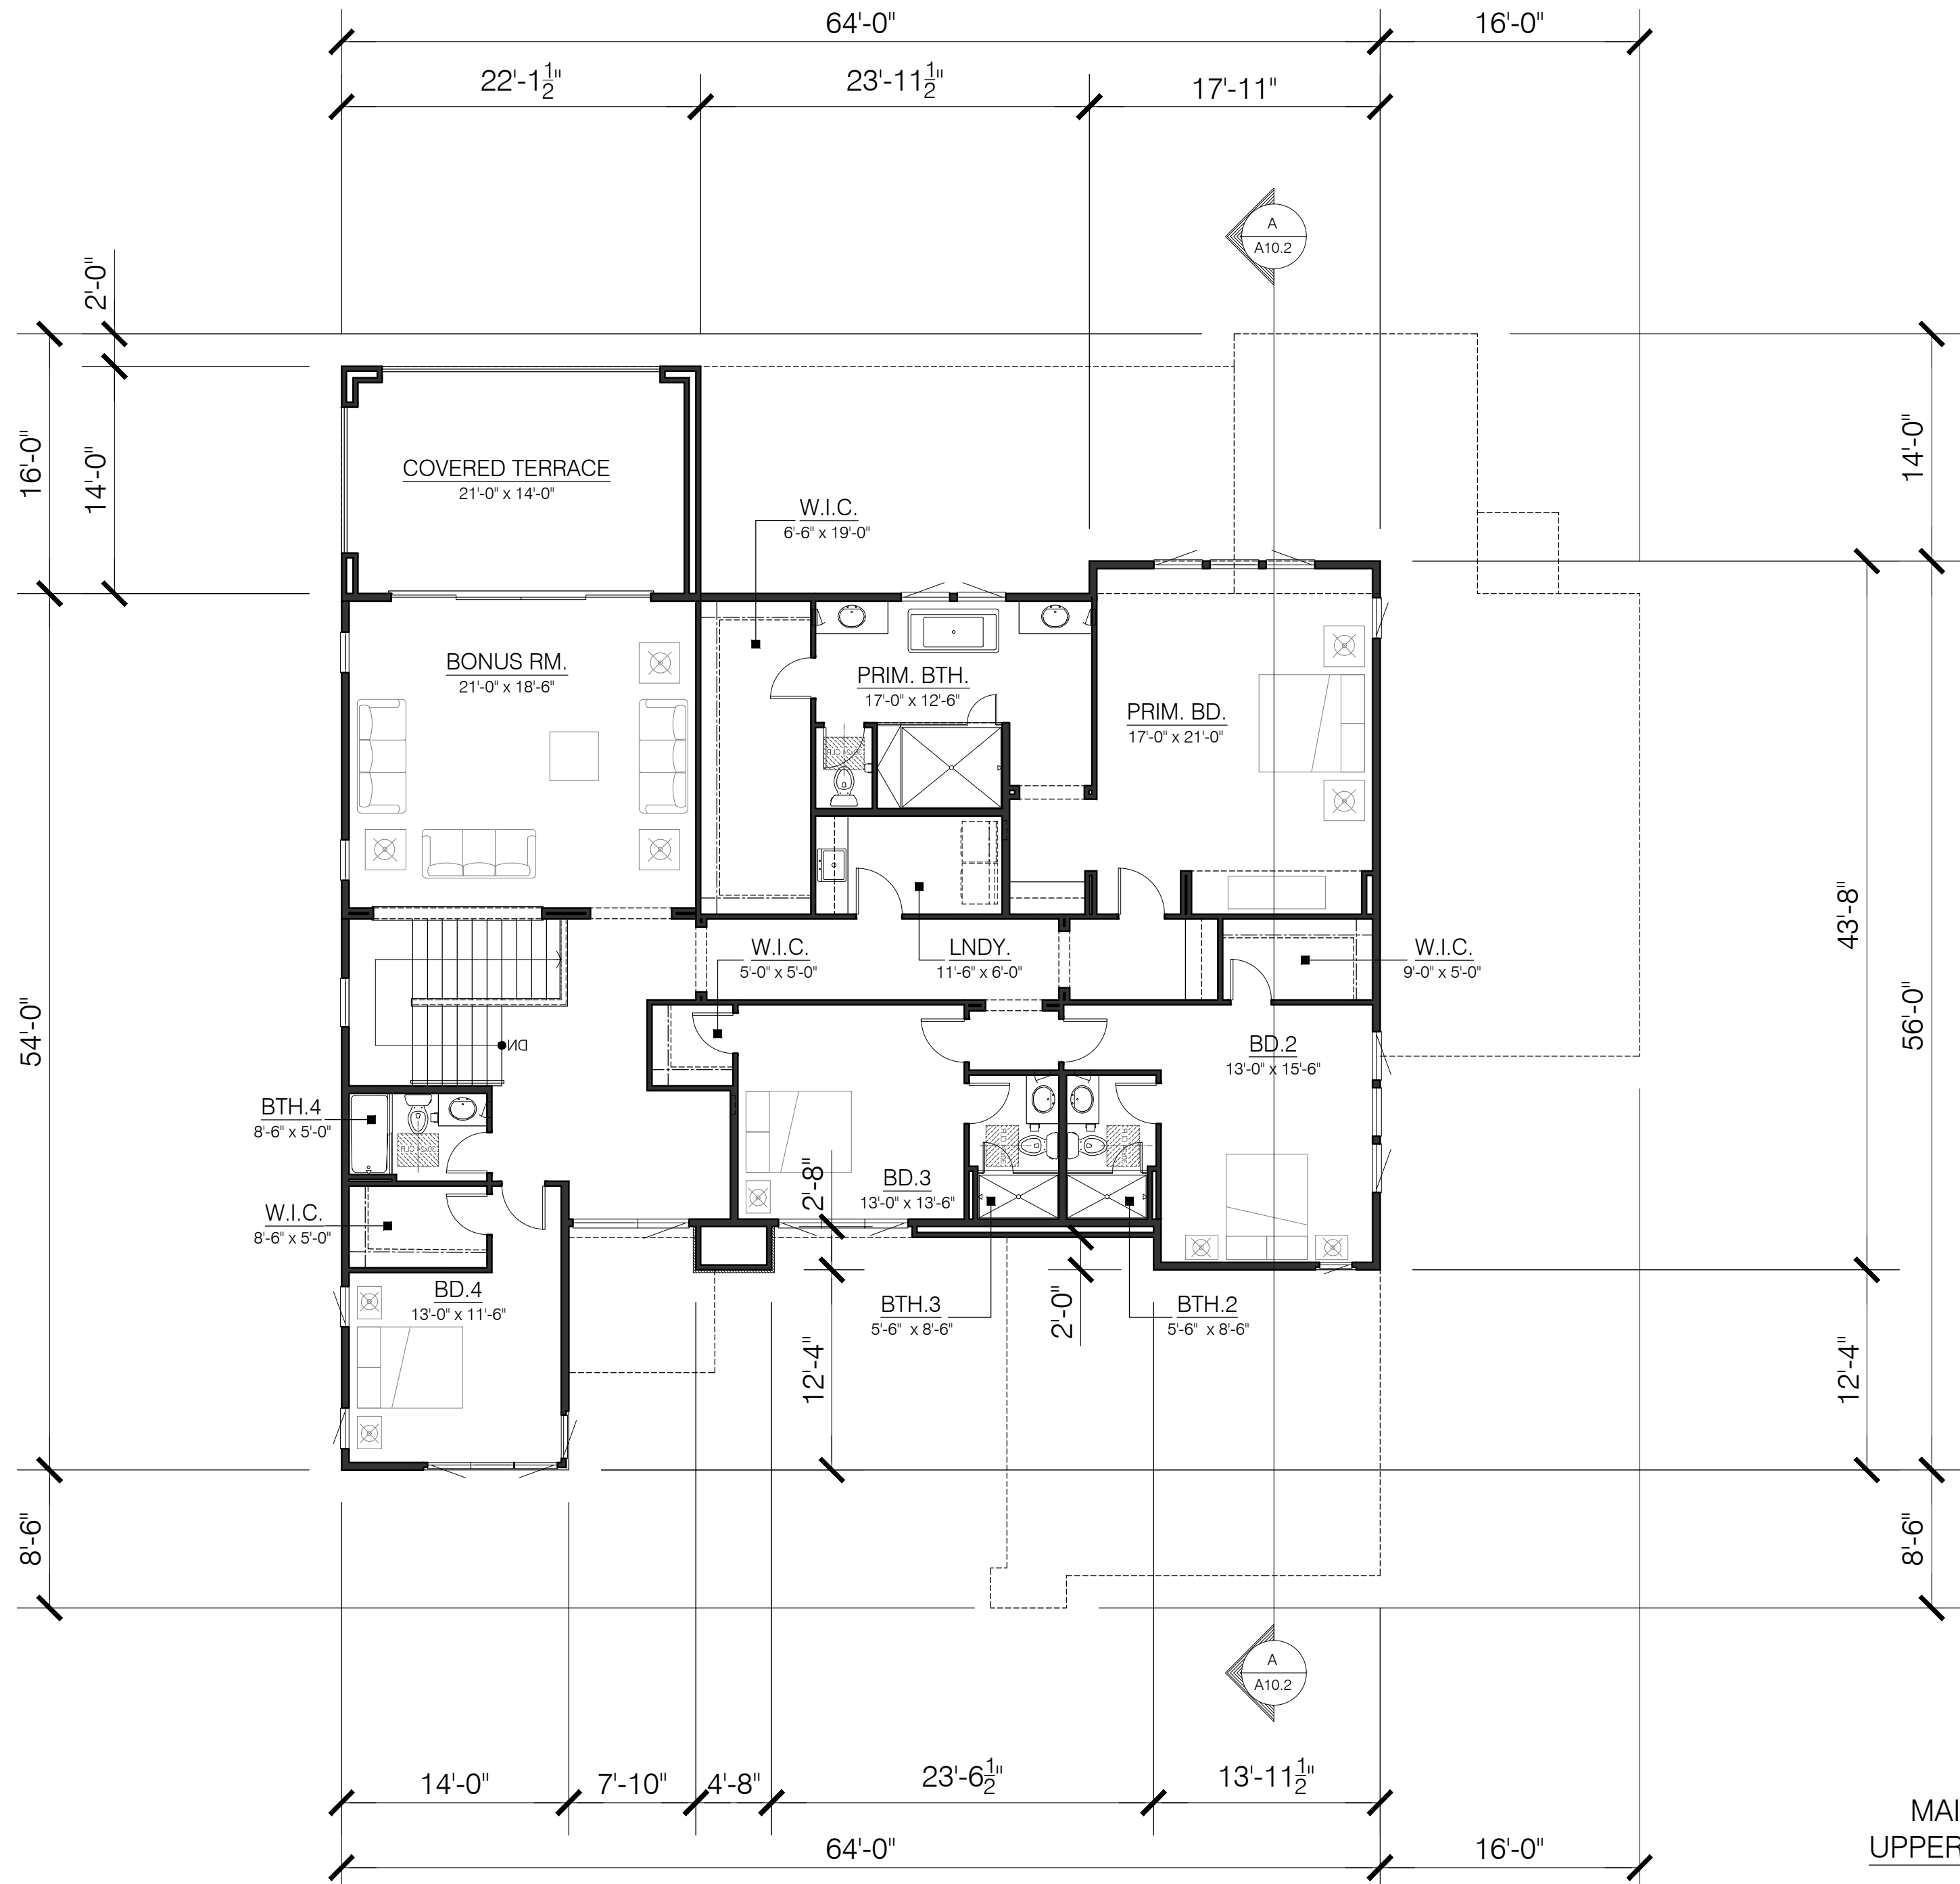 64'-0"
16'-0"
22'-1 1/2"
23'-11 1/2"
17'-11"
A
A10.2
2'-0"
16'-0"
14'-0"
14'-0"
COVERED TERRACE
21'-0" x 14'-0"
W.I.C.
6'-6" x 19'-0"
BONUS RM.
21'-0" x 18'-6"
PRIM. BTH.
17'-0" x 12'-6"
PRIM. BD.
17'-0" x 21'-0"
W.I.C.
5'-0" x 5'-0"
LNDY.
11'-6" x 6'-0"
W.I.C.
9'-0" x 5'-0"
43'-8"
54'-0"
56'-0"
DN
BD.2
13'-0" x 15'-6"
BTH.4
8'-6" x 5'-0"
BD.3
13'-0" x 13'-6"
2'-8"
W.I.C.
8'-6" x 5'-0"
BD.4
13'-0" x 11'-6"
BTH.3
5'-6" x 8'-6"
2'-0"
BTH.2
5'-6" x 8'-6"
12'-4"
12'-4"
8'-6"
8'-6"
A
A10.2
14'-0"
7'-10"
4'-8"
23'-6 1/2"
13'-11 1/2"
64'-0"
16'-0"
MAI
UPPER